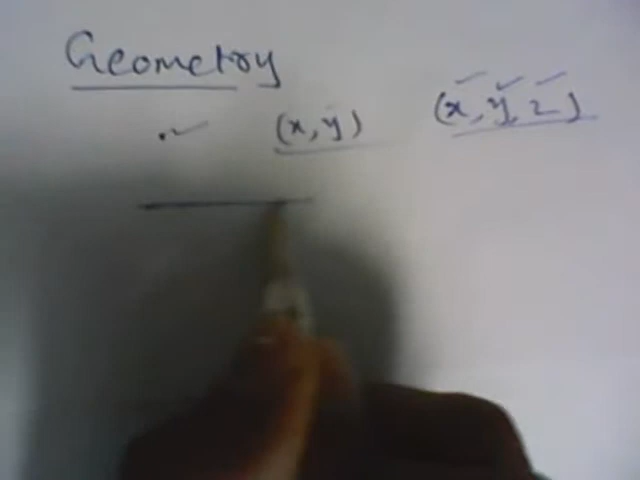 Geometry
(x, y) (x, y, z)